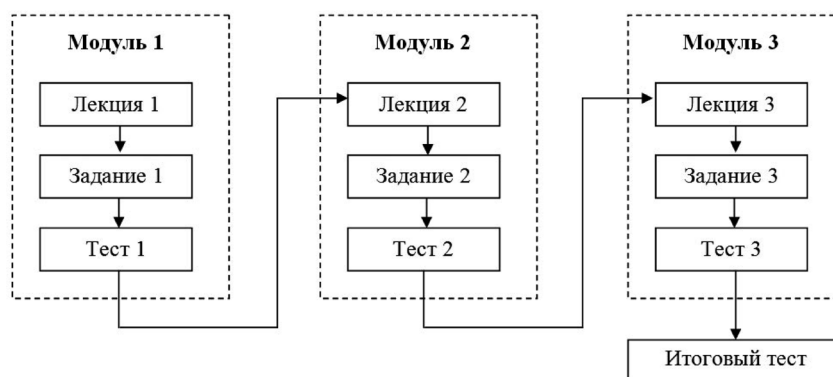 Модуль 1
Лекция 1
Задание 1
Тест 1
Модуль 2
Лекция 2
Задание 2
Тест 2
Модуль 3
Лекция 3
Задание 3
Тест 3
Итоговый тест